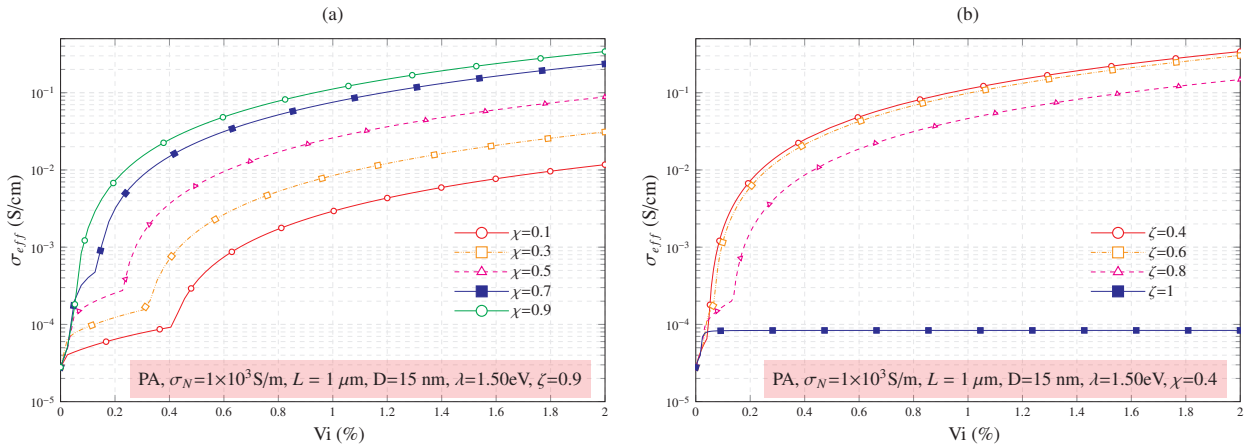 (a)
σeff (S/cm)
10⁻¹
10⁻²
10⁻³
10⁻⁴
10⁻⁵
0 0.2 0.4 0.6 0.8 1 1.2 1.4 1.6 1.8 2
Vi (%)
χ=0.1
χ=0.3
χ=0.5
χ=0.7
χ=0.9
PA, σN=1×10³S/m, L = 1 μm, D=15 nm, λ=1.50eV, ζ=0.9
(b)
σeff (S/cm)
10⁻¹
10⁻²
10⁻³
10⁻⁴
10⁻⁵
0 0.2 0.4 0.6 0.8 1 1.2 1.4 1.6 1.8 2
Vi (%)
ζ=0.4
ζ=0.6
ζ=0.8
ζ=1
PA, σN=1×10³S/m, L = 1 μm, D=15 nm, λ=1.50eV, χ=0.4